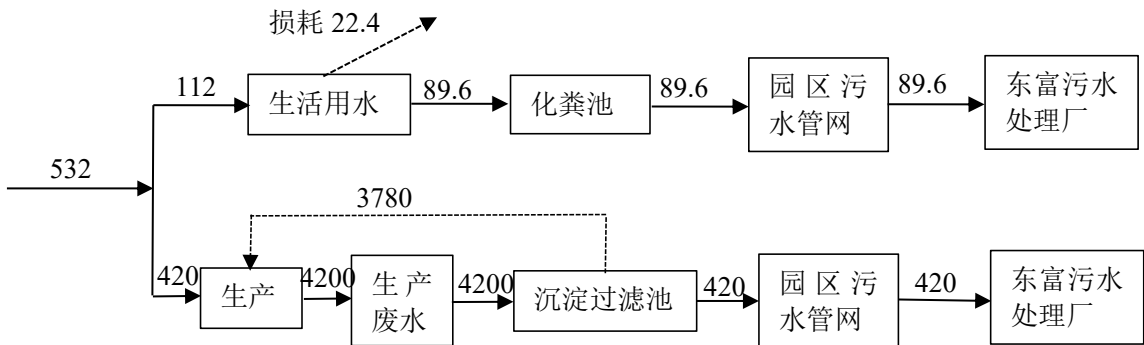 损耗 22.4
112
生活用水
89.6
化粪池
89.6
园区污
水管网
89.6
东富污水
处理厂
532
3780
420
生产
4200
生产
废水
4200
沉淀过滤池
420
园区污
水管网
420
东富污水
处理厂